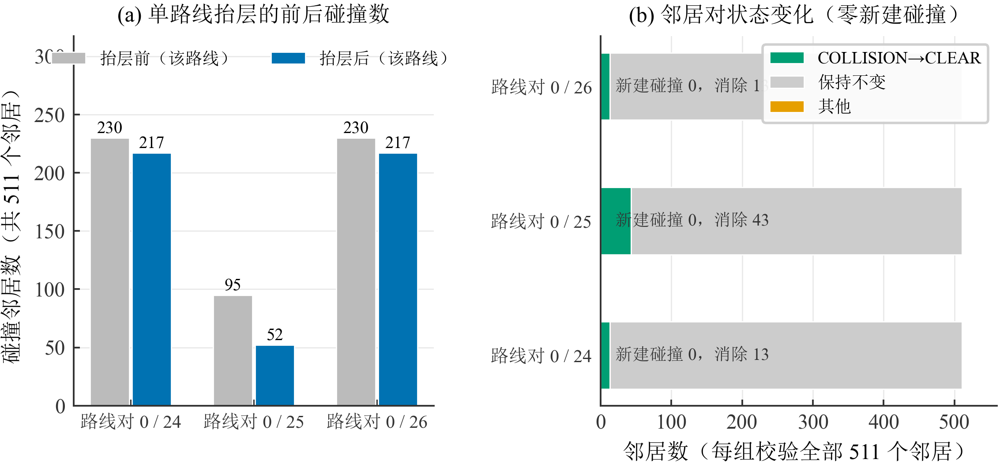 (a) 单路线抬层的前后碰撞数
碰撞邻居数（共 511 个邻居）
300
250
200
150
100
50
0
抬层前（该路线）
抬层后（该路线）
230
217
95
52
230
217
路线对 0 / 24
路线对 0 / 25
路线对 0 / 26
(b) 邻居对状态变化（零新建碰撞）
COLLISION→CLEAR
保持不变
其他
路线对 0 / 26
新建碰撞 0，消除 13
路线对 0 / 25
新建碰撞 0，消除 43
路线对 0 / 24
新建碰撞 0，消除 13
0
100
200
300
400
500
邻居数（每组校验全部 511 个邻居）